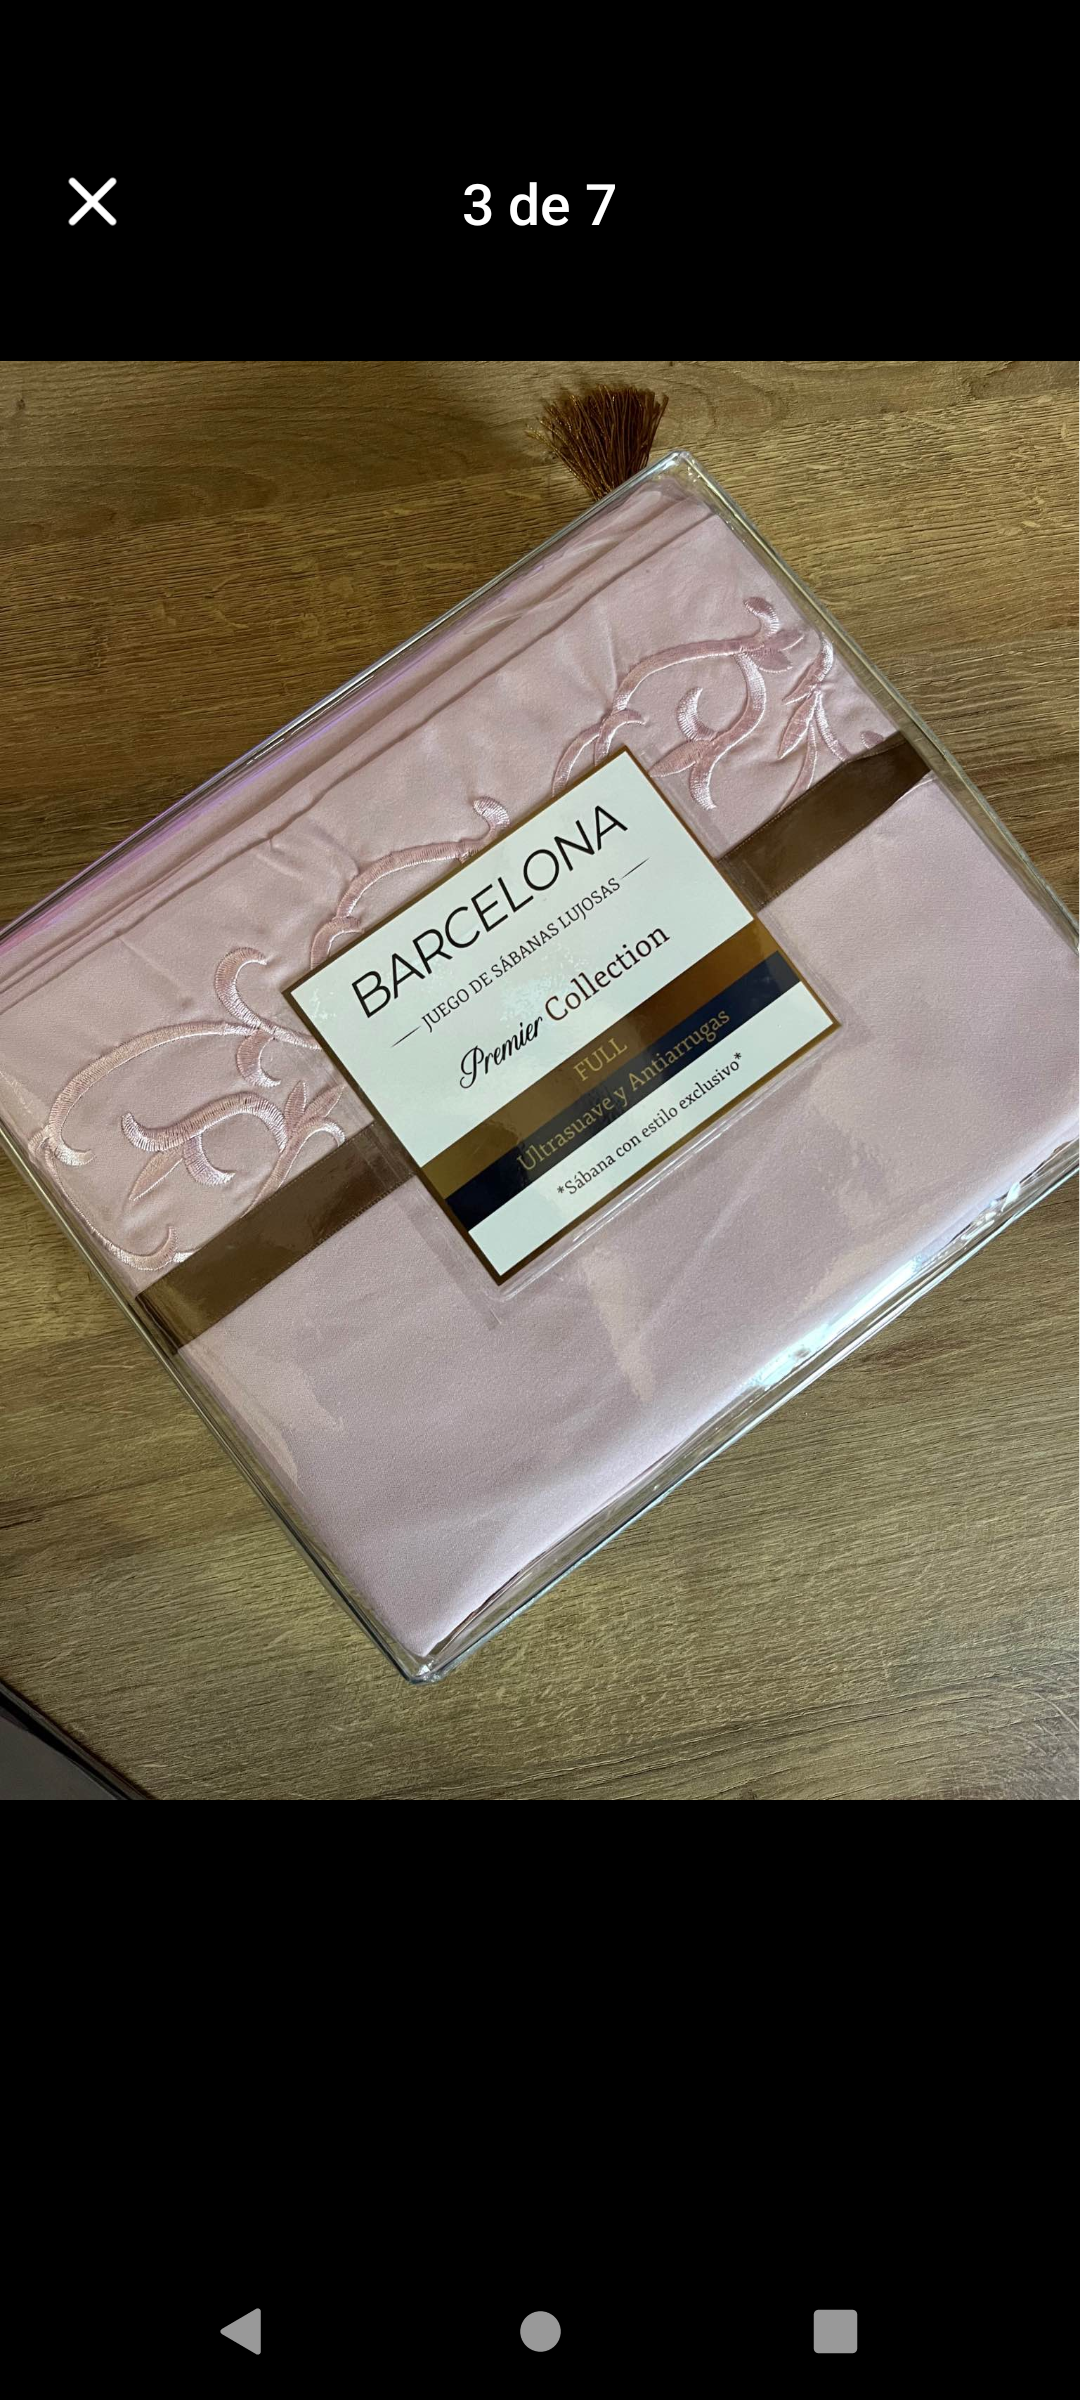 3 de 7
BARCELONA
JUEGO DE SÁBANAS LUJOSAS
Premier Collection
FULL
Ultrasuave y Antiarrugas
*Sábana con estilo exclusivo*